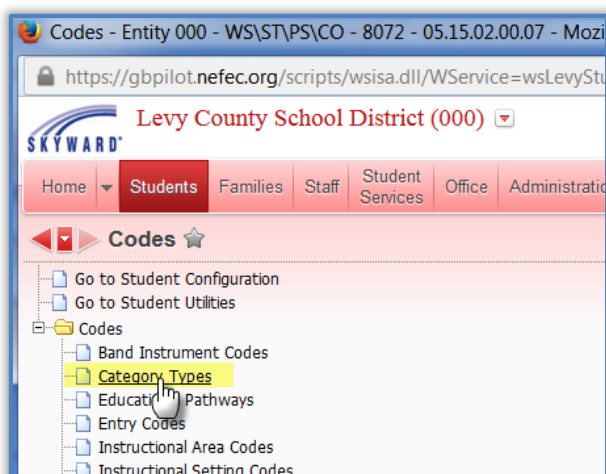 Codes - Entity 000 - WS\ST\PS\CO - 8072 - 05.15.02.00.07 - Mozi
https://gbpilot.nefec.org/scripts/wsisa.dll/WService=wsLevyStu
SKYWARD
Levy County School District (000)
Home Students Families Staff Student Services Office Administratio
Codes
Go to Student Configuration
Go to Student Utilities
Codes
Band Instrument Codes
Category Types
Educati Pathways
Entry Codes
Instructional Area Codes
Instructional Setting Codes